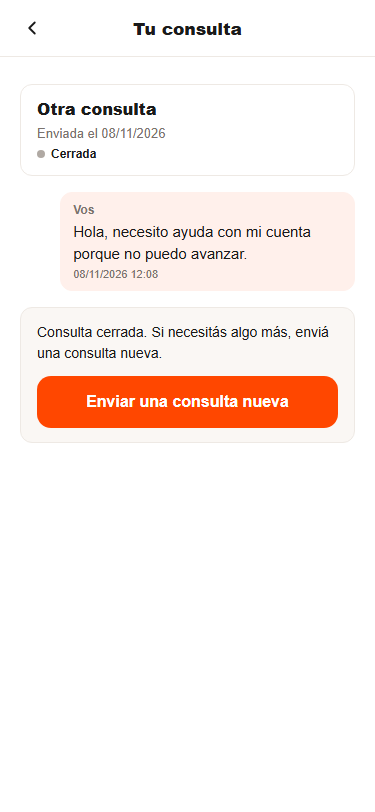 Tu consulta
Otra consulta
Enviada el 08/11/2026
Cerrada
Vos
Hola, necesito ayuda con mi cuenta
porque no puedo avanzar.
08/11/2026 12:08
Consulta cerrada. Si necesitás algo más, enviá
una consulta nueva.
Enviar una consulta nueva